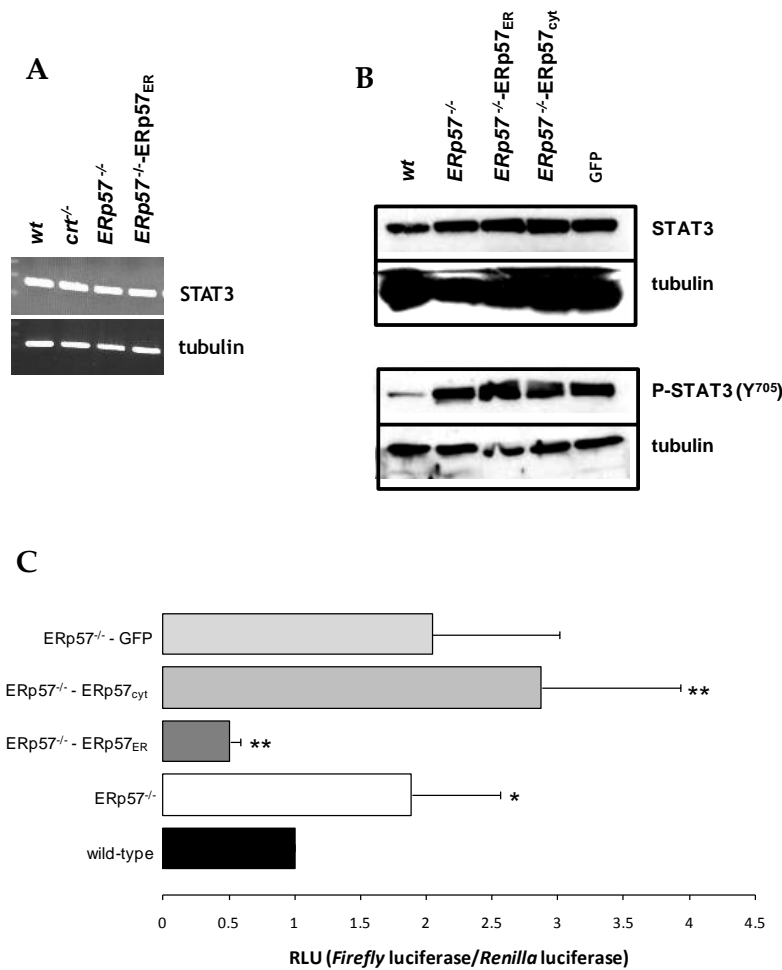 A
wt
crt-/-
ERp57-/-
ERp57-/--ERp57ER
STAT3
tubulin
B
wt
ERp57-/-
ERp57-/--ERp57ER
ERp57-/--ERp57cyt
GFP
STAT3
tubulin
P-STAT3 (Y705)
tubulin
C
ERp57-/- - GFP
ERp57-/- - ERp57cyt
**
ERp57-/- - ERp57ER
**
ERp57-/-
*
wild-type
0 0.5 1 1.5 2 2.5 3 3.5 4 4.5
RLU (Firefly luciferase/Renilla luciferase)